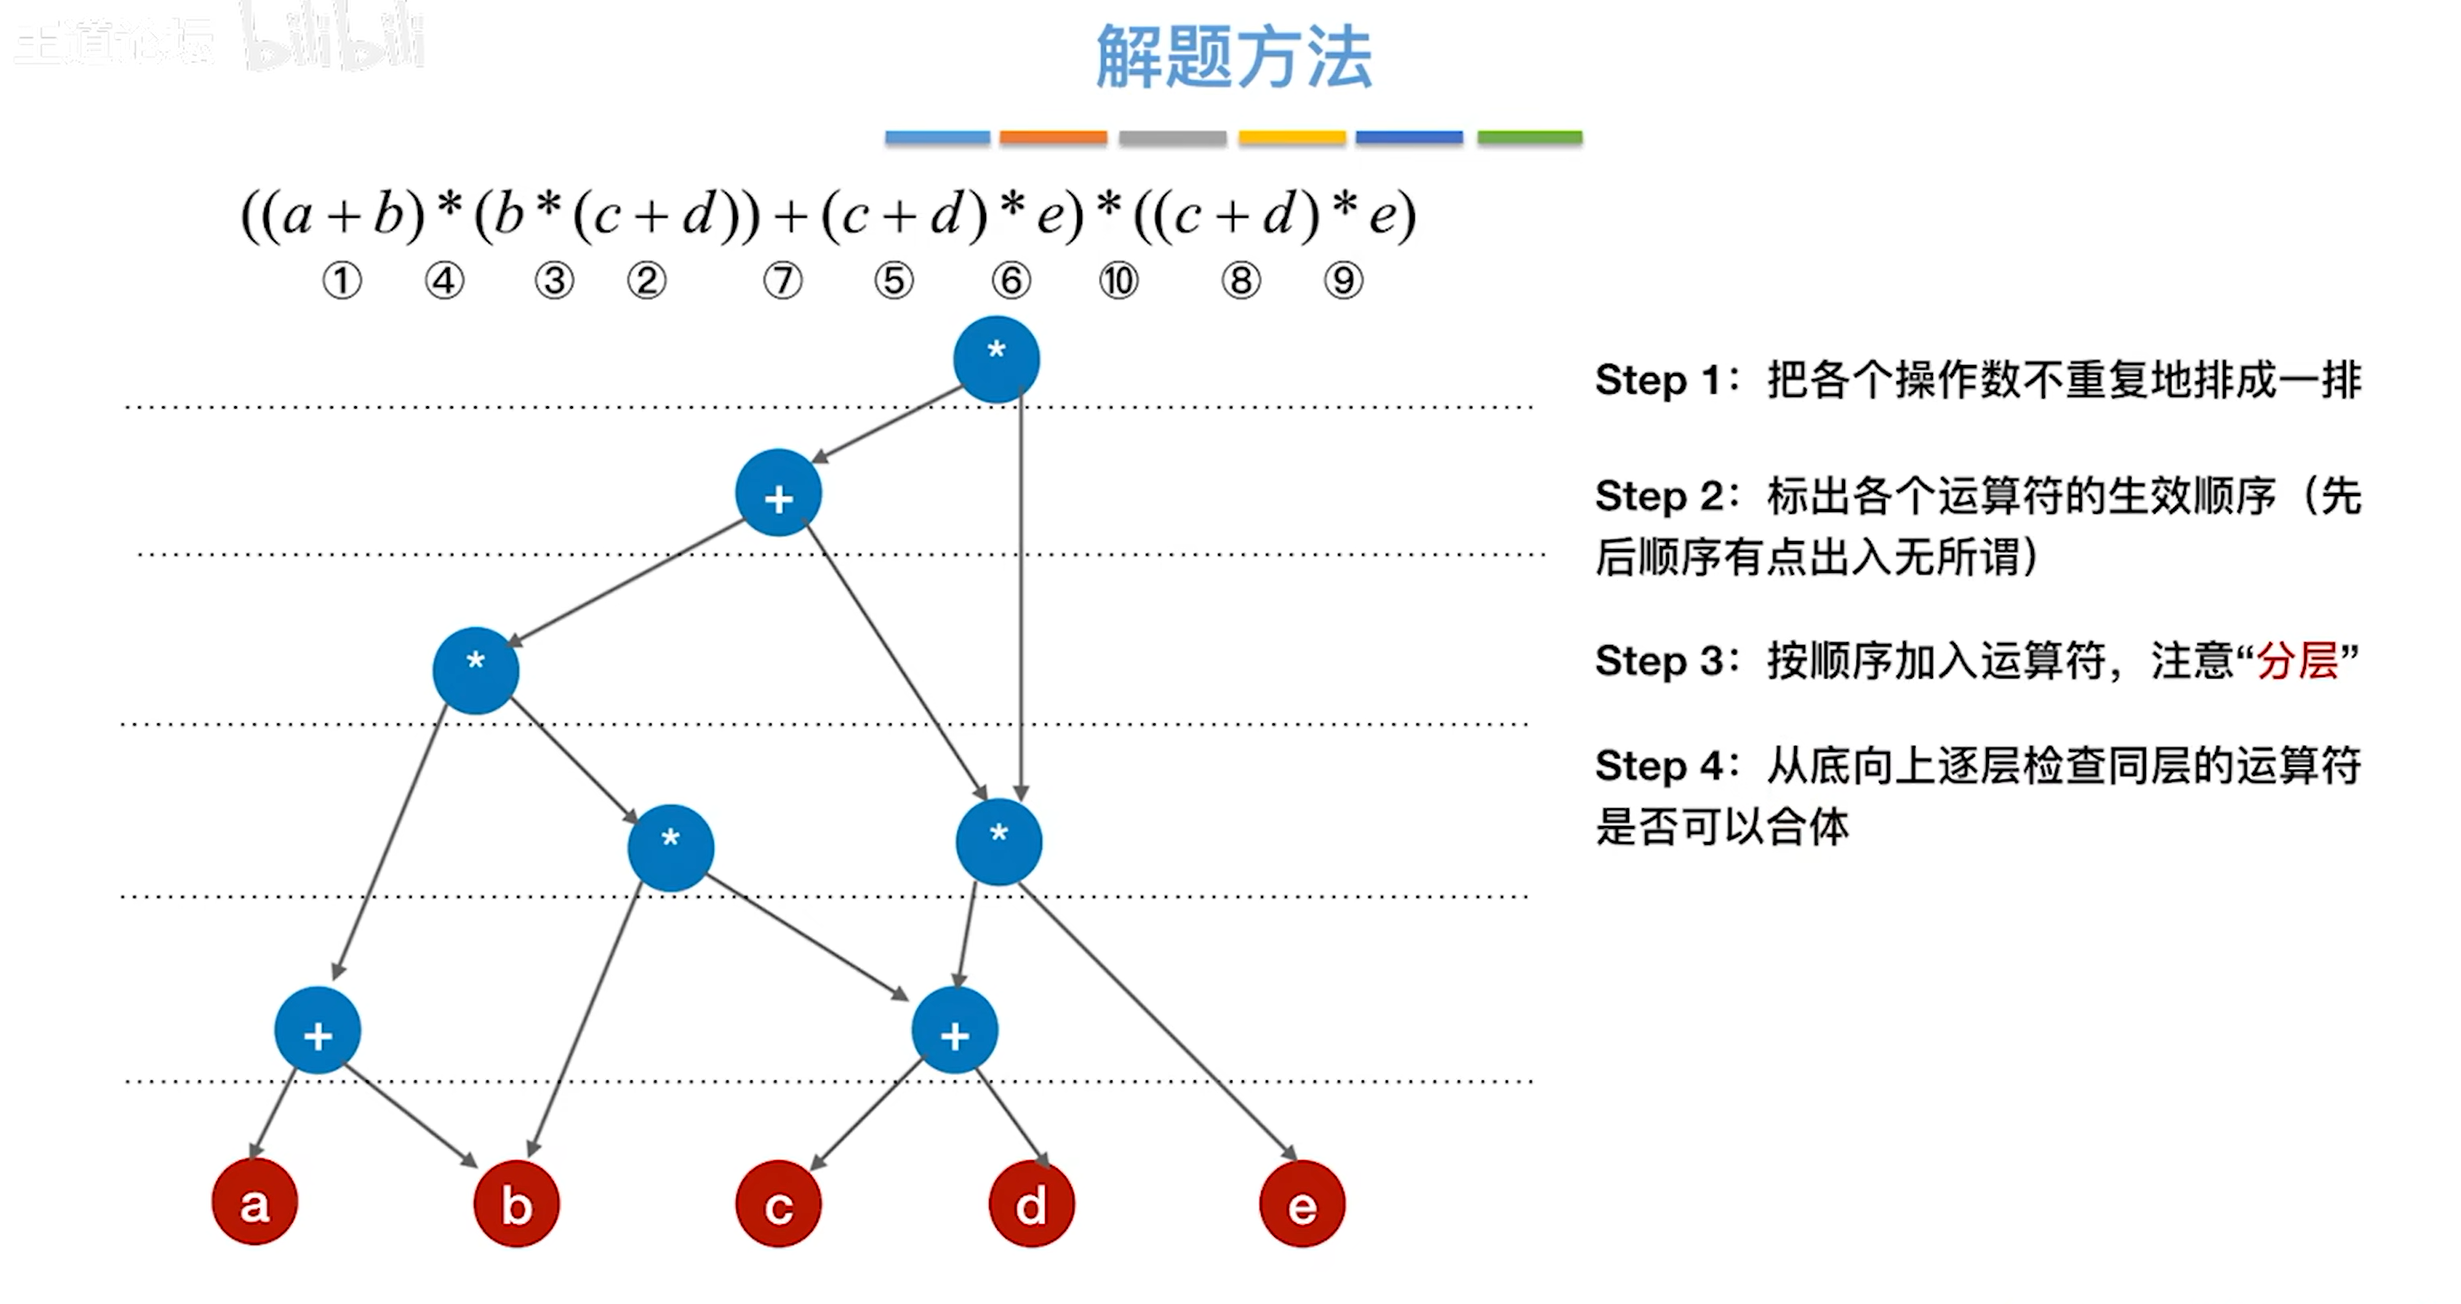 王道论坛 bilibili
解题方法
((a+b)*(b*(c+d))+(c+d)*e)*((c+d)*e)
① ④ ③ ② ⑦ ⑤ ⑥ ⑩ ⑧ ⑨
*
+
*
* *
+ +
a b c d e
Step 1：把各个操作数不重复地排成一排
Step 2：标出各个运算符的生效顺序（先
后顺序有点出入无所谓）
Step 3：按顺序加入运算符，注意“分层”
Step 4：从底向上逐层检查同层的运算符
是否可以合体